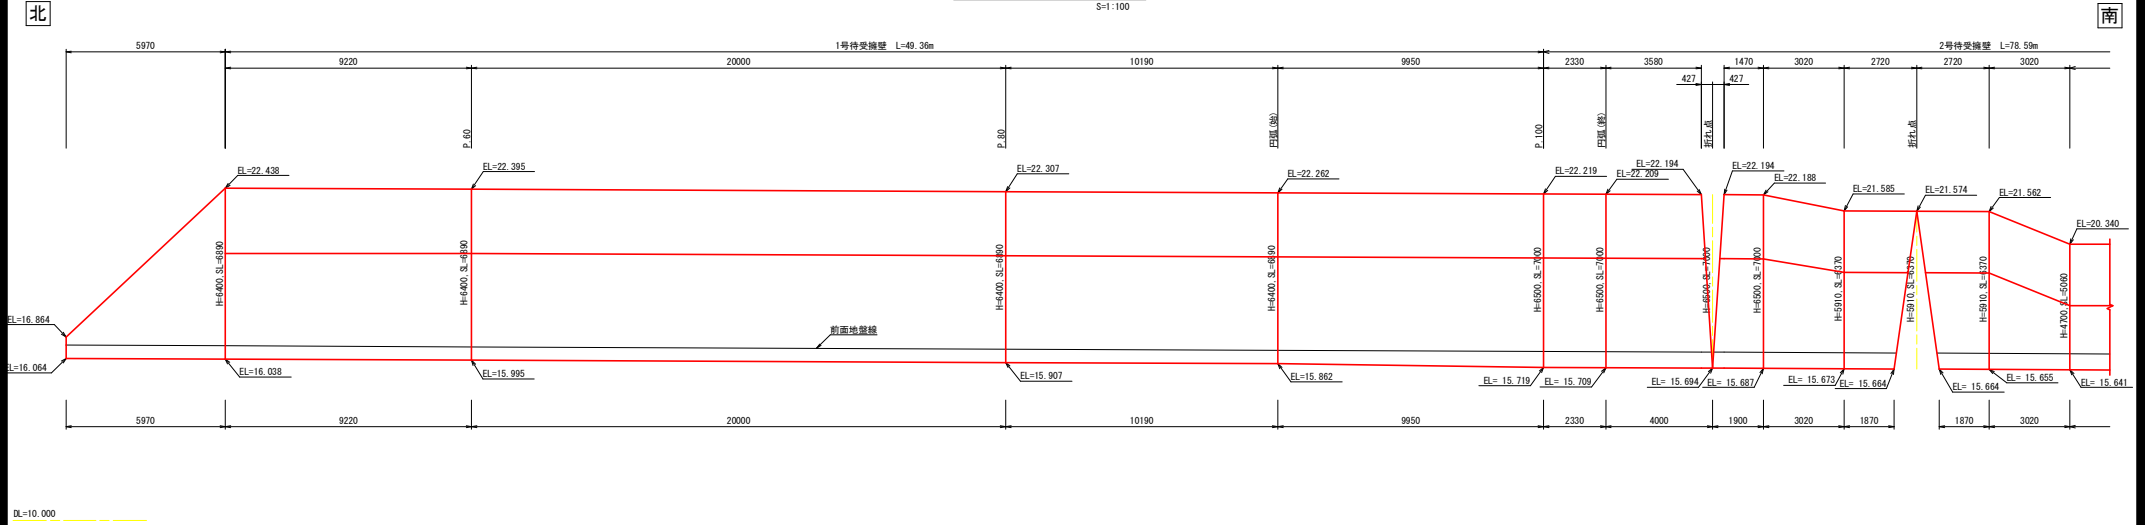 S=1:100
北
南
5970
1号待受擁壁 L=49.36m
2号待受擁壁 L=78.59m
9220
20000
10190
9950
2330
3580
1470
3020
2720
2720
3020
427
427
P.60
P.80
円弧(始)
P.100
円弧(終)
折れ点
折れ点
EL=22.438
EL=22.395
EL=22.307
EL=22.262
EL=22.219
EL=22.209
EL=22.194
EL=22.194
EL=22.188
EL=21.585
EL=21.574
EL=21.562
EL=20.340
H=6400,SL=6890
H=6400,SL=6890
H=6400,SL=6890
H=6400,SL=6890
H=6500,SL=7000
H=6500,SL=7000
H=6500,SL=7000
H=6500,SL=7000
H=5910,SL=6370
H=5910,SL=6370
H=5910,SL=6370
H=4700,SL=5060
EL=16.864
前面地盤線
EL=16.064
EL=16.038
EL=15.995
EL=15.907
EL=15.862
EL= 15.719
EL= 15.709
EL= 15.694
EL= 15.687
EL= 15.673
EL= 15.664
EL= 15.664
EL= 15.655
EL= 15.641
5970
9220
20000
10190
9950
2330
4000
1900
3020
1870
1870
3020
DL=10.000